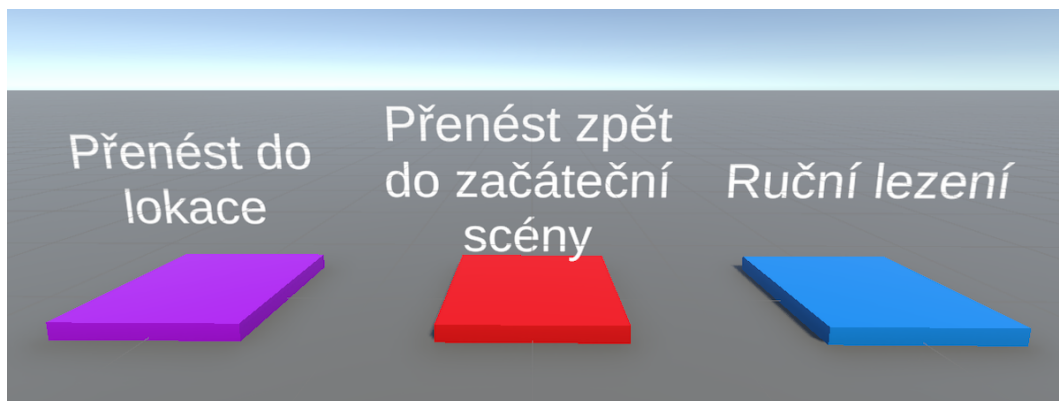 Přenést do
lokace
Přenést zpět
do začáteční
scény
Ruční lezení